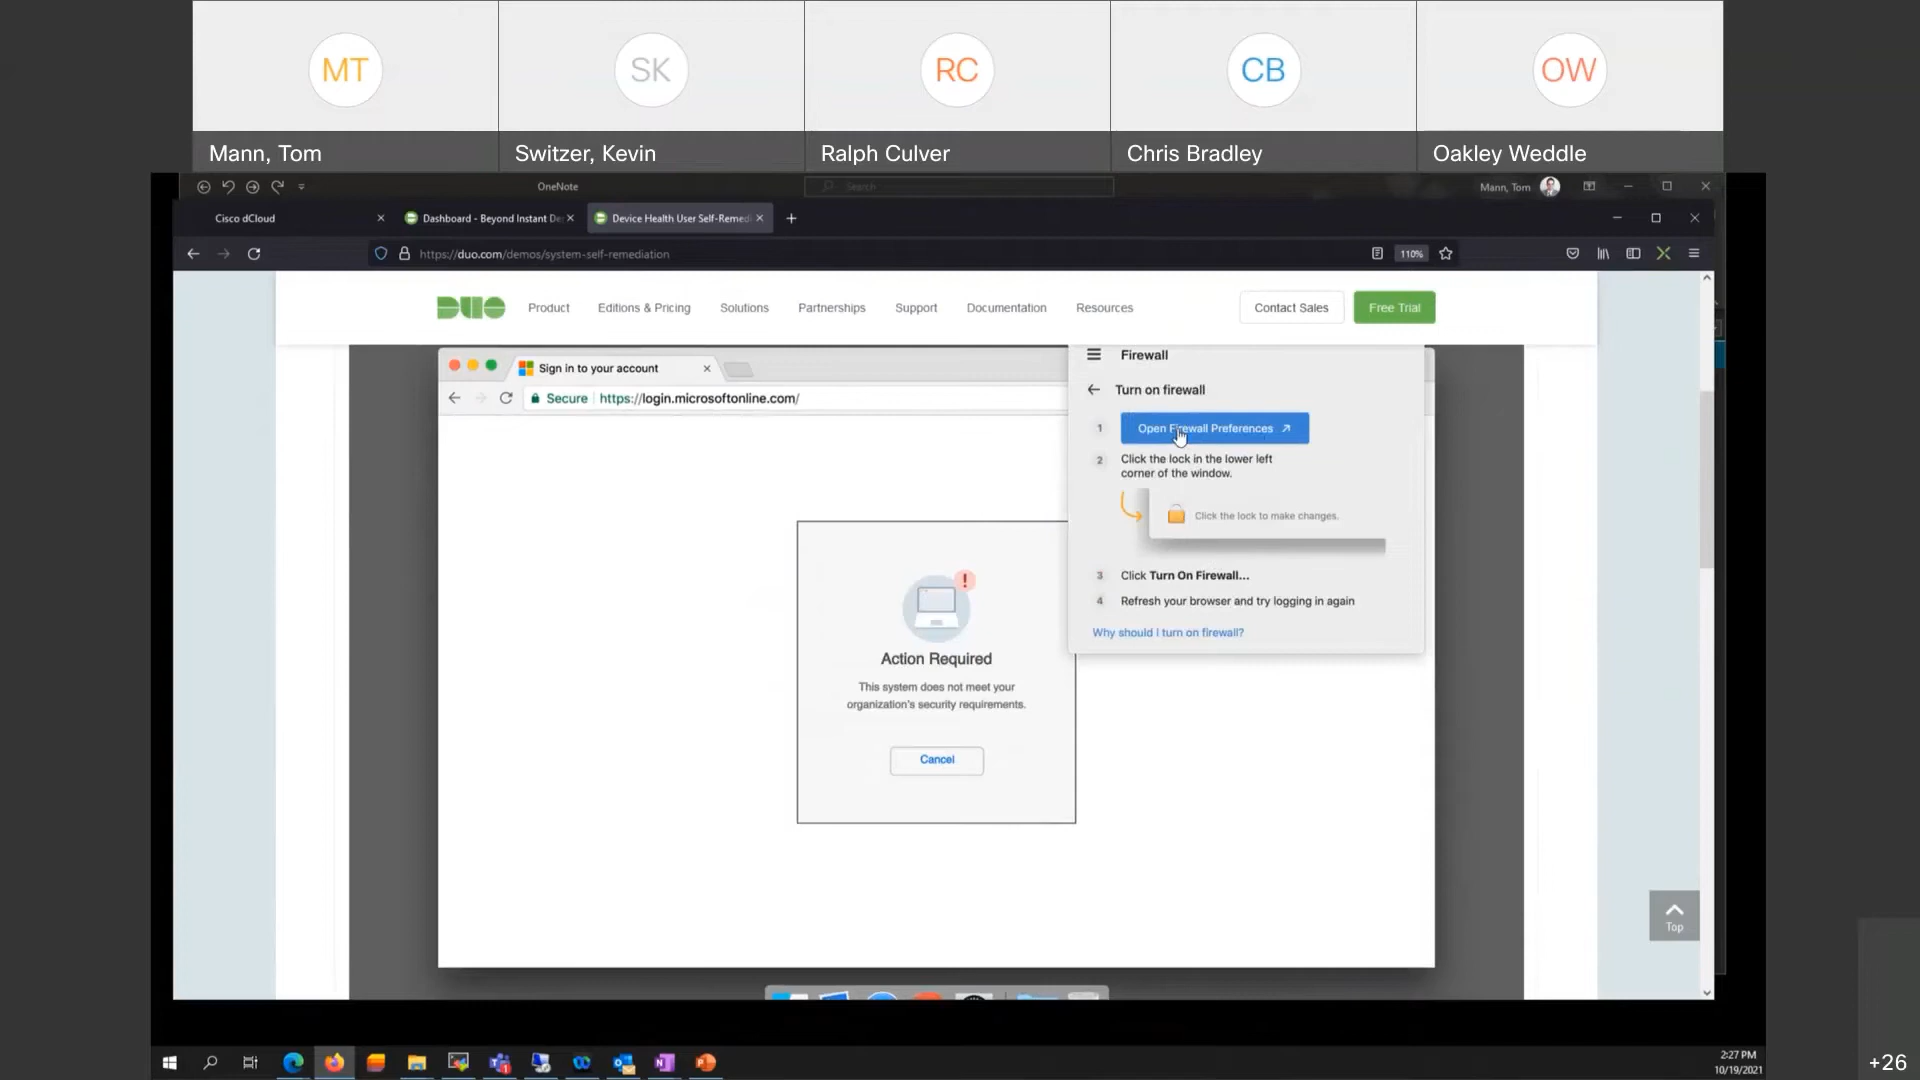 MT
SK
RC
CB
OW
Mann, Tom
Switzer, Kevin
Ralph Culver
Chris Bradley
Oakley Weddle
OneNote
Search
Mann, Tom
Cisco dCloud
Dashboard - Beyond Instant De
Device Health User Self-Remed
https://duo.com/demos/system-self-remediation
110%
DUO
Product
Editions & Pricing
Solutions
Partnerships
Support
Documentation
Resources
Contact Sales
Free Trial
Sign in to your account
Secure
https://login.microsoftonline.com/
Firewall
Turn on firewall
1 Open Firewall Preferences
2 Click the lock in the lower left
corner of the window.
Click the lock to make changes.
3 Click Turn On Firewall...
4 Refresh your browser and try logging in again
Why should I turn on firewall?
!
Action Required
This system does not meet your
organization's security requirements.
Cancel
Top
2:27 PM
10/19/2021
+26